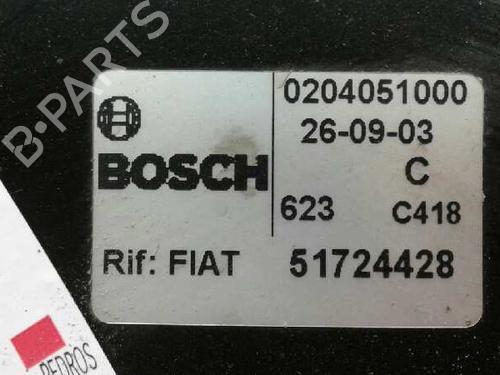 0204051000
26-09-03
BOSCH
C
623 C418
Rif: FIAT 51724428
B-Parts
PEDROS